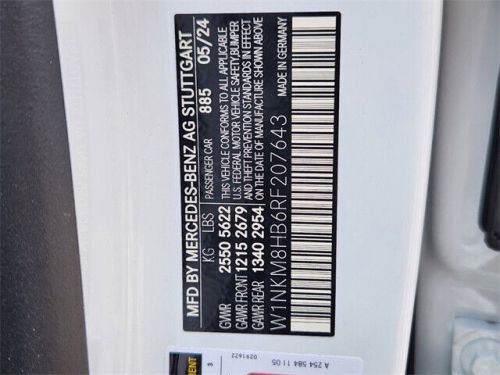 MFD BY MERCEDES-BENZ AG STUTTGART
PASSENGER CAR 885 05/24
KG LBS
GVWR 2550 5622
GAWR FRONT 1215 2679
GAWR REAR 1340 2954
THIS VEHICLE CONFORMS TO ALL APPLICABLE
U.S. FEDERAL MOTOR VEHICLE SAFETY, BUMPER
AND THEFT PREVENTION STANDARDS IN EFFECT
ON THE DATE OF MANUFACTURE SHOWN ABOVE
MADE IN GERMANY
W1NKM8HB6RF207643
A 254 584 11 05
0291622
3